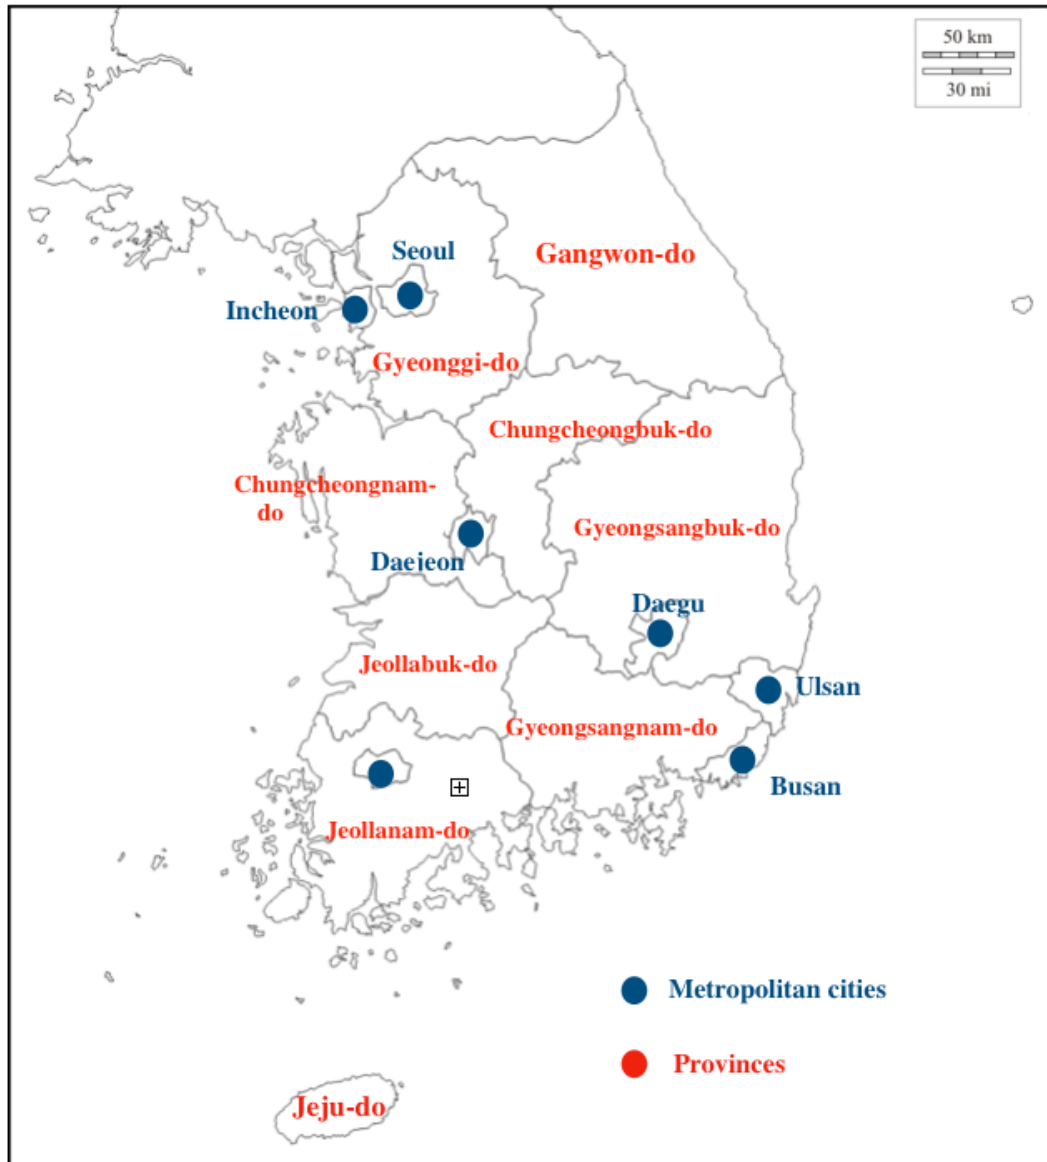 50 km
30 mi
Seoul
Gangwon-do
Incheon
Gyeonggi-do
Chungcheongbuk-do
Chungcheongnam-
do
Gyeongsangbuk-do
Daejeon
Daegu
Jeollabuk-do
Ulsan
Gyeongsangnam-do
Busan
Jeollanam-do
Metropolitan cities
Provinces
Jeju-do